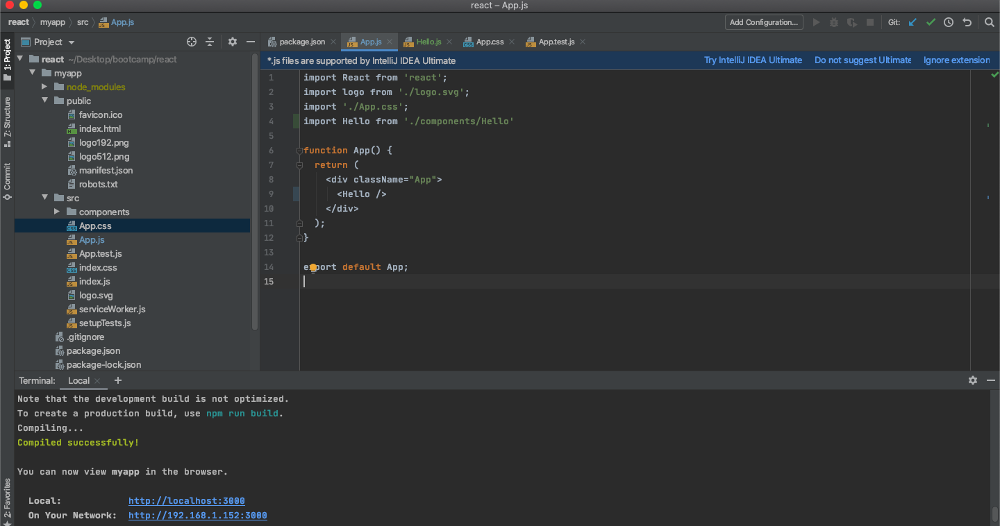 react – App.js
react myapp src App.js
Add Configuration...
Git:
1: Project
Z: Structure
Commit
2: Favorites
Project
react ~/Desktop/bootcamp/react
myapp
node_modules
public
favicon.ico
index.html
logo192.png
logo512.png
manifest.json
robots.txt
src
components
App.css
App.js
App.test.js
index.css
index.js
logo.svg
serviceWorker.js
setupTests.js
.gitignore
package.json
package-lock.json
package.json App.js Hello.js App.css App.test.js
*.js files are supported by IntelliJ IDEA Ultimate Try IntelliJ IDEA Ultimate Do not suggest Ultimate Ignore extension
1 import React from 'react';
2 import logo from './logo.svg';
3 import './App.css';
4 import Hello from './components/Hello'
5
6 function App() {
7 return (
8 <div className="App">
9 <Hello />
10 </div>
11 );
12 }
13
14 export default App;
15
Terminal: Local
Note that the development build is not optimized.
To create a production build, use npm run build.
Compiling...
Compiled successfully!
You can now view myapp in the browser.
Local: http://localhost:3000
On Your Network: http://192.168.1.152:3000